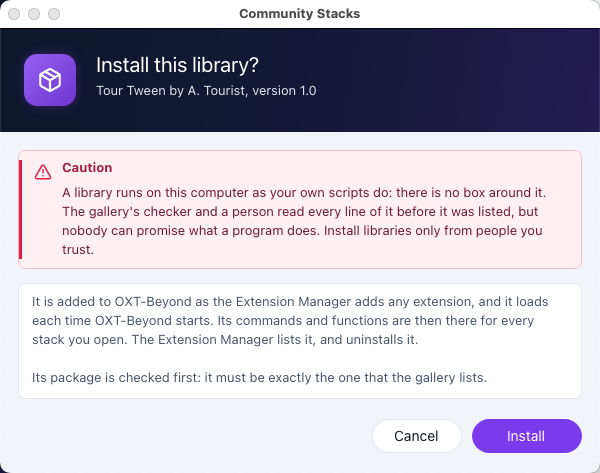 Community Stacks
Install this library?
Tour Tween by A. Tourist, version 1.0
Caution
A library runs on this computer as your own scripts do: there is no box around it.
The gallery's checker and a person read every line of it before it was listed, but
nobody can promise what a program does. Install libraries only from people you
trust.
It is added to OXT-Beyond as the Extension Manager adds any extension, and it loads
each time OXT-Beyond starts. Its commands and functions are then there for every
stack you open. The Extension Manager lists it, and uninstalls it.
Its package is checked first: it must be exactly the one that the gallery lists.
Cancel
Install